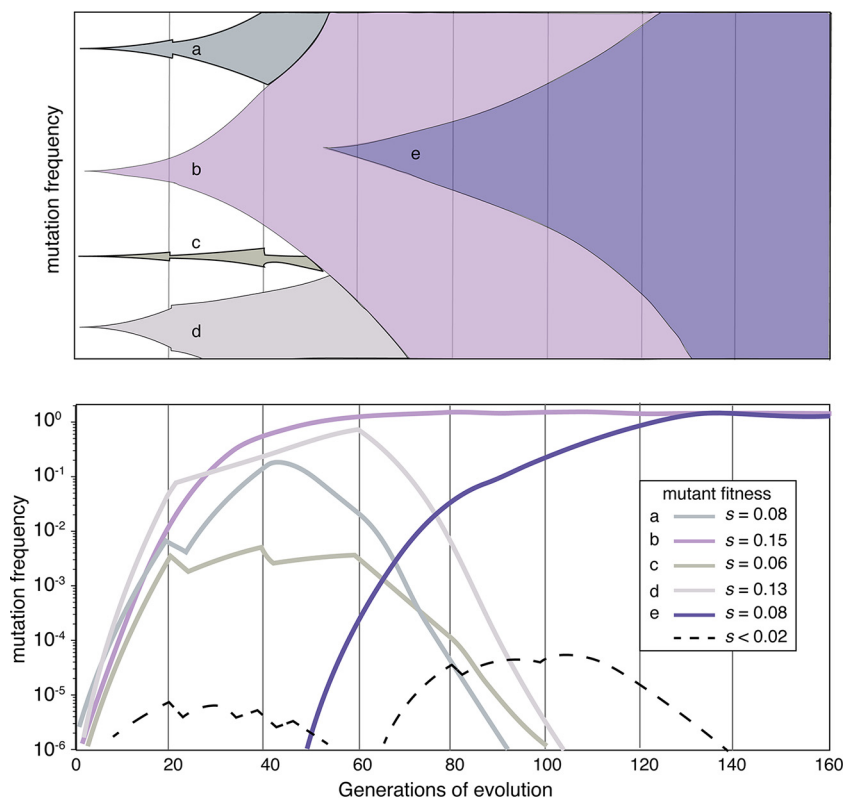 mutation frequency
a
b
c
d
e
mutation frequency
10⁰
10⁻¹
10⁻²
10⁻³
10⁻⁴
10⁻⁵
10⁻⁶
mutant fitness
a s = 0.08
b s = 0.15
c s = 0.06
d s = 0.13
e s = 0.08
s < 0.02
0 20 40 60 80 100 120 140 160
Generations of evolution